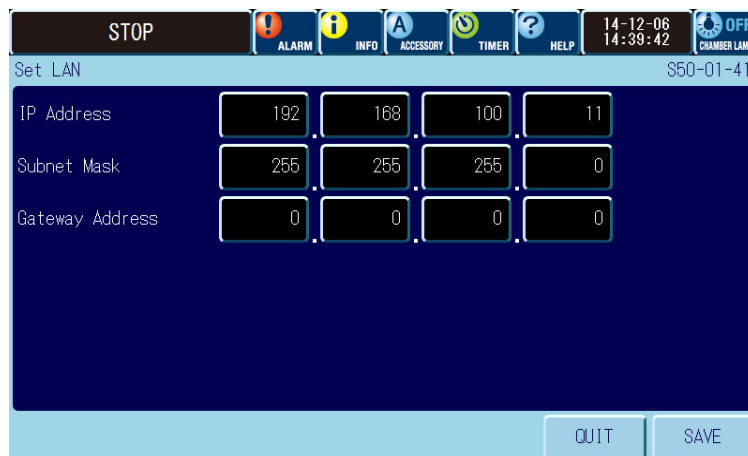 STOP
ALARM
INFO
A
ACCESSORY
TIMER
HELP
14-12-06
14:39:42
OFF
CHAMBER LAM
Set LAN
S50-01-41
IP Address 192 . 168 . 100 . 11
Subnet Mask 255 . 255 . 255 . 0
Gateway Address 0 . 0 . 0 . 0
QUIT
SAVE